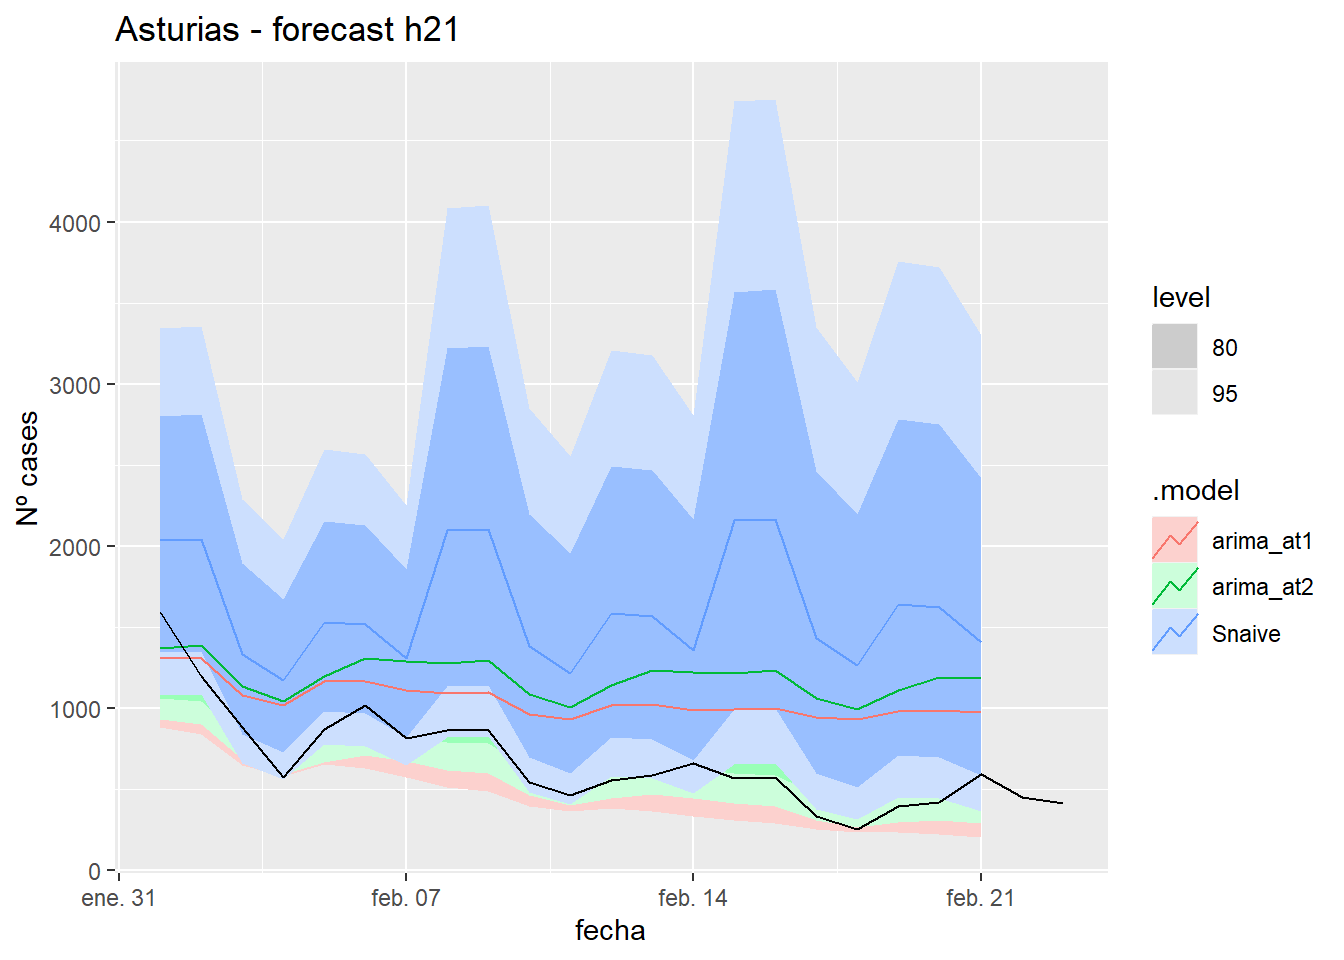 Asturias - forecast h21
Nº cases
4000
3000
2000
1000
0
ene. 31
feb. 07
feb. 14
feb. 21
fecha
level
80
95
.model
arima_at1
arima_at2
Snaive